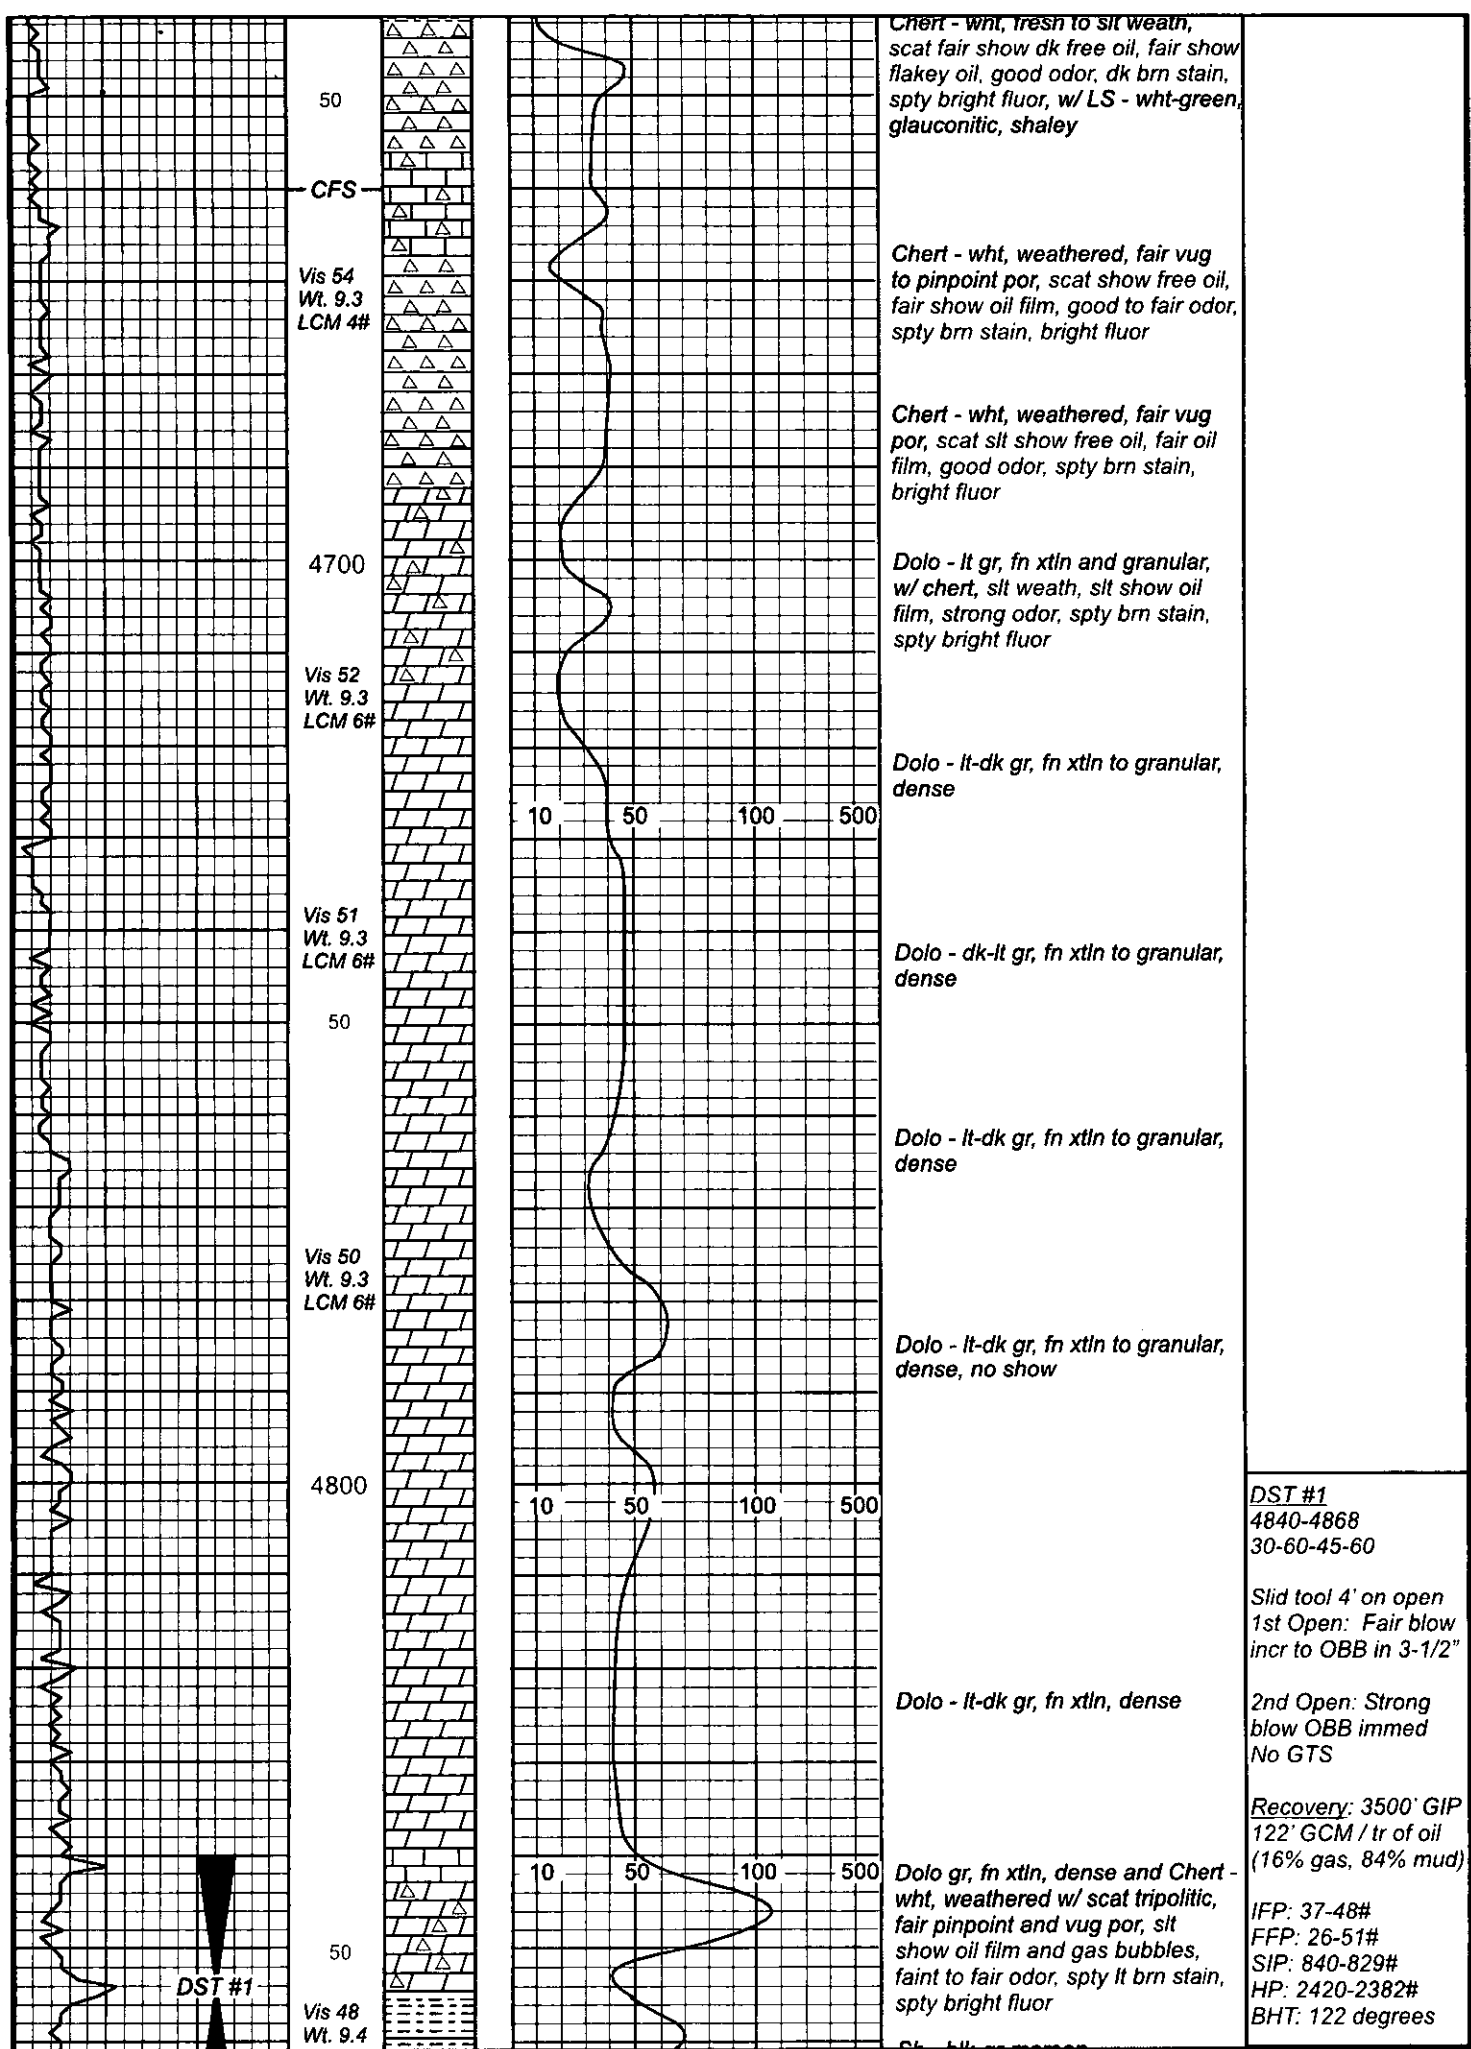 Chert - wht, fresh to slt weath,
scat fair show dk free oil, fair show
flakey oil, good odor, dk brn stain,
spty bright fluor, w/ LS - wht-green,
glauconitic, shaley
50
CFS
Vis 54
Wt. 9.3
LCM 4#
Chert - wht, weathered, fair vug
to pinpoint por, scat show free oil,
fair show oil film, good to fair odor,
spty brn stain, bright fluor
Chert - wht, weathered, fair vug
por, scat slt show free oil, fair oil
film, good odor, spty brn stain,
bright fluor
4700
Dolo - lt gr, fn xtln and granular,
w/ chert, slt weath, slt show oil
film, strong odor, spty brn stain,
spty bright fluor
Vis 52
Wt. 9.3
LCM 6#
Dolo - lt-dk gr, fn xtln to granular,
dense
10 50 100 500
Vis 51
Wt. 9.3
LCM 6#
Dolo - dk-lt gr, fn xtln to granular,
dense
50
Dolo - lt-dk gr, fn xtln to granular,
dense
Vis 50
Wt. 9.3
LCM 6#
Dolo - lt-dk gr, fn xtln to granular,
dense, no show
4800
10 50 100 500
Dolo - lt-dk gr, fn xtln, dense
10 50 100 500
Dolo gr, fn xtln, dense and Chert -
wht, weathered w/ scat tripolitic,
fair pinpoint and vug por, slt
show oil film and gas bubbles,
faint to fair odor, spty lt brn stain,
spty bright fluor
50
DST #1
Vis 48
Wt. 9.4
DST #1
4840-4868
30-60-45-60
Slid tool 4' on open
1st Open: Fair blow
incr to OBB in 3-1/2"
2nd Open: Strong
blow OBB immed
No GTS
Recovery: 3500' GIP
122' GCM / tr of oil
(16% gas, 84% mud)
IFP: 37-48#
FFP: 26-51#
SIP: 840-829#
HP: 2420-2382#
BHT: 122 degrees